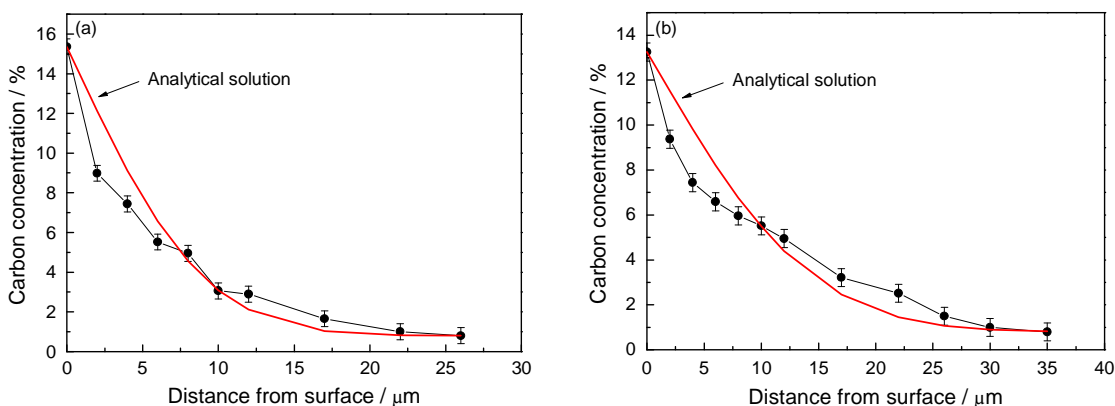 (a)
Analytical solution
Carbon concentration / %
16
14
12
10
8
6
4
2
0
0 5 10 15 20 25 30
Distance from surface / μm
(b)
Analytical solution
Carbon concentration / %
14
12
10
8
6
4
2
0
0 5 10 15 20 25 30 35 40
Distance from surface / μm